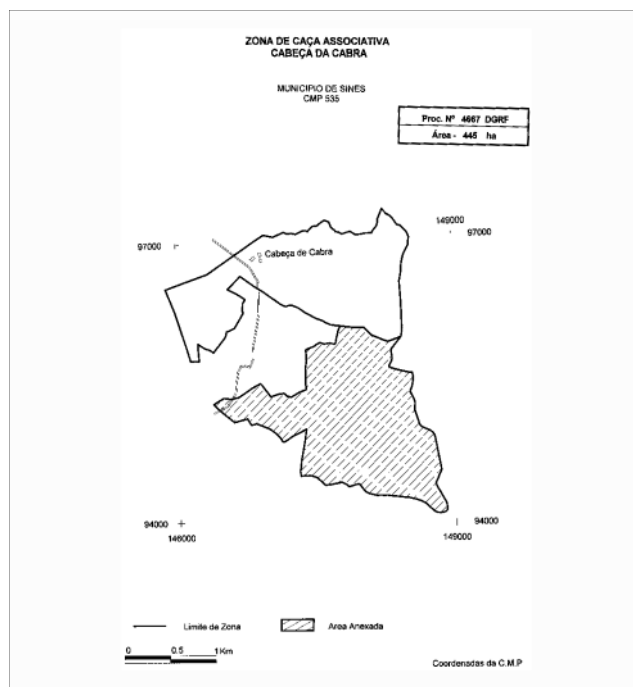 ZONA DE CAÇA ASSOCIATIVA
CABEÇA DA CABRA
MUNICIPIO DE SINES
CMP 535
Proc. Nº 4667 DGRF
Área - 445 ha
149000
97000
97000
Cabeça de Cabra
94000
146000
94000
149000
Limite de Zona
Area Anexada
0 0.5 1 Km
Coordenadas da C.M.P